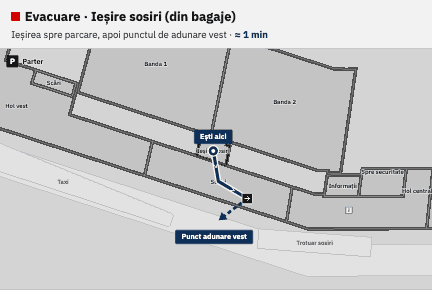 Evacuare · Ieșire sosiri (din bagaje)
Ieșirea spre parcare, apoi punctul de adunare vest · ≈ 1 min
P Parter
Banda 1
Scări
Hol vest
Banda 2
Ești aici
Spre securitate
Informații
Hol central
Taxi
i
Punct adunare vest
Trotuar sosiri